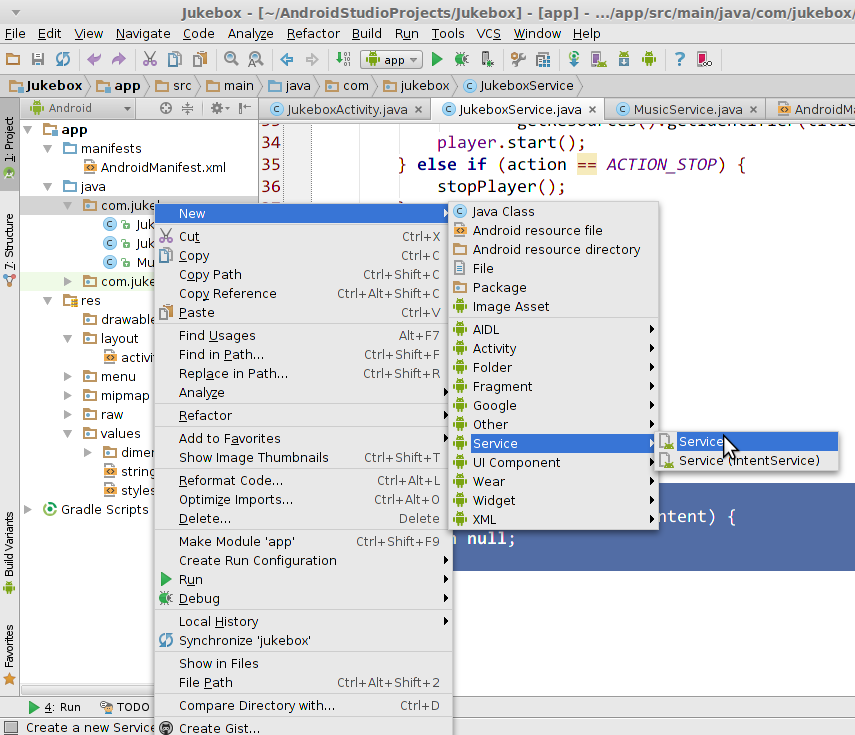 Jukebox - [~/AndroidStudioProjects/Jukebox] - [app] - .../app/src/main/java/com/jukebox/
File Edit View Navigate Code Analyze Refactor Build Run Tools VCS Window Help
app
Jukebox app src main java com jukebox JukeboxService
Android JukeboxActivity.java JukeboxService.java MusicService.java AndroidMa
1: Project
7: Structure
Build Variants
Favorites
app
manifests
AndroidManifest.xml
java
com.juke
Juk
Juk
Mu
com.juke
res
drawable
layout
activi
menu
mipmap
raw
values
dimen
string
styles
Gradle Scripts
34 player.start();
35 } else if (action == ACTION_STOP) {
36 stopPlayer();
New
Cut Ctrl+X
Copy Ctrl+C
Copy Path Ctrl+Shift+C
Copy Reference Ctrl+Alt+Shift+C
Paste Ctrl+V
Find Usages Alt+F7
Find in Path... Ctrl+Shift+F
Replace in Path... Ctrl+Shift+R
Analyze
Refactor
Add to Favorites
Show Image Thumbnails Ctrl+Shift+T
Reformat Code... Ctrl+Alt+L
Optimize Imports... Ctrl+Alt+O
Delete... Delete
Make Module 'app' Ctrl+Shift+F9
Create Run Configuration
Run
Debug
Local History
Synchronize 'jukebox'
Show in Files
File Path Ctrl+Alt+Shift+2
Compare Directory with... Ctrl+D
Create Gist...
Java Class
Android resource file
Android resource directory
File
Package
Image Asset
AIDL
Activity
Folder
Fragment
Google
Other
Service
UI Component
Wear
Widget
XML
Service
Service (IntentService)
ntent) {
n null;
4: Run TODO
Create a new Service